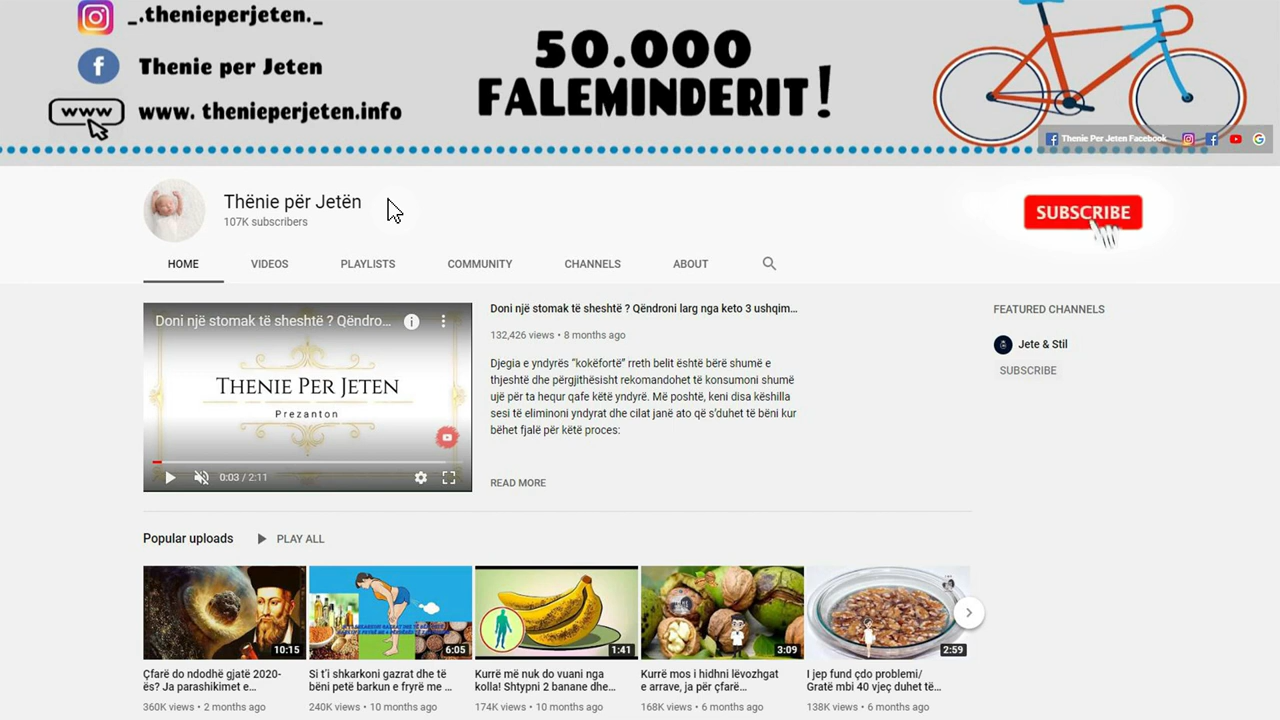 _.thenieperjeten._
50.000
Thenie per Jeten
FALEMINDERIT!
www
www. thenieperjeten.info
Thenie Per Jeten Facebook
Thënie për Jetën
107K subscribers
SUBSCRIBE
HOME
VIDEOS
PLAYLISTS
COMMUNITY
CHANNELS
ABOUT
Doni një stomak të sheshtë ? Qëndro...
THENIE PER JETEN
Prezanton
0:03 / 2:11
Doni një stomak të sheshtë ? Qëndroni larg nga keto 3 ushqim...
132,426 views • 8 months ago
Djegia e yndyrës “kokëfortë” rreth belit është bërë shumë e
thjeshtë dhe përgjithësisht rekomandohet të konsumoni shumë
ujë për ta hequr qafe këtë yndyrë. Më poshtë, keni disa këshilla
sesi të eliminoni yndyrat dhe cilat janë ato që s’duhet të bëni kur
bëhet fjalë për këtë proces:
READ MORE
FEATURED CHANNELS
Jete & Stil
SUBSCRIBE
Popular uploads
PLAY ALL
10:15
Çfarë do ndodhë gjatë 2020-
ës? Ja parashikimet e...
360K views • 2 months ago
6:05
Si t’i shkarkoni gazrat dhe të
bëni petë barkun e fryrë me ...
240K views • 10 months ago
1:41
Kurrë më nuk do vuani nga
kolla! Shtypni 2 banane dhe...
174K views • 10 months ago
3:09
Kurrë mos i hidhni lëvozhgat
e arrave, ja për çfarë...
168K views • 6 months ago
2:59
I jep fund çdo problemi/
Gratë mbi 40 vjeç duhet të...
138K views • 6 months ago